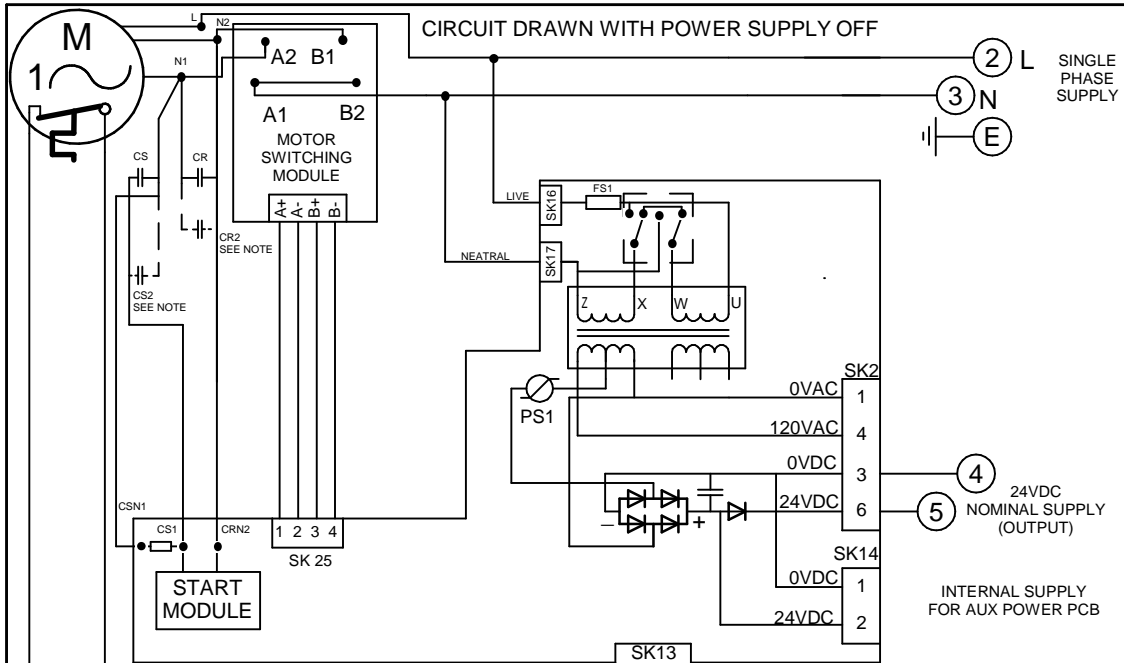 CIRCUIT DRAWN WITH POWER SUPPLY OFF
L
N2
M
1
N1
A2 B1
A1 B2
MOTOR
SWITCHING
MODULE
A+ A- B+ B-
2 L
3 N
E
SINGLE
PHASE
SUPPLY
CS
CR
CR2
SEE NOTE
CS2
SEE NOTE
LIVE
SK16
FS1
NEATRAL
SK17
Z X W U
PS1
SK2
0VAC 1
120VAC 4
0VDC 3
24VDC 6
4
5
24VDC
NOMINAL SUPPLY
(OUTPUT)
– +
CSN1
CS1
CRN2
1 2 3 4
SK 25
START
MODULE
SK14
0VDC 1
24VDC 2
INTERNAL SUPPLY
FOR AUX POWER PCB
SK13